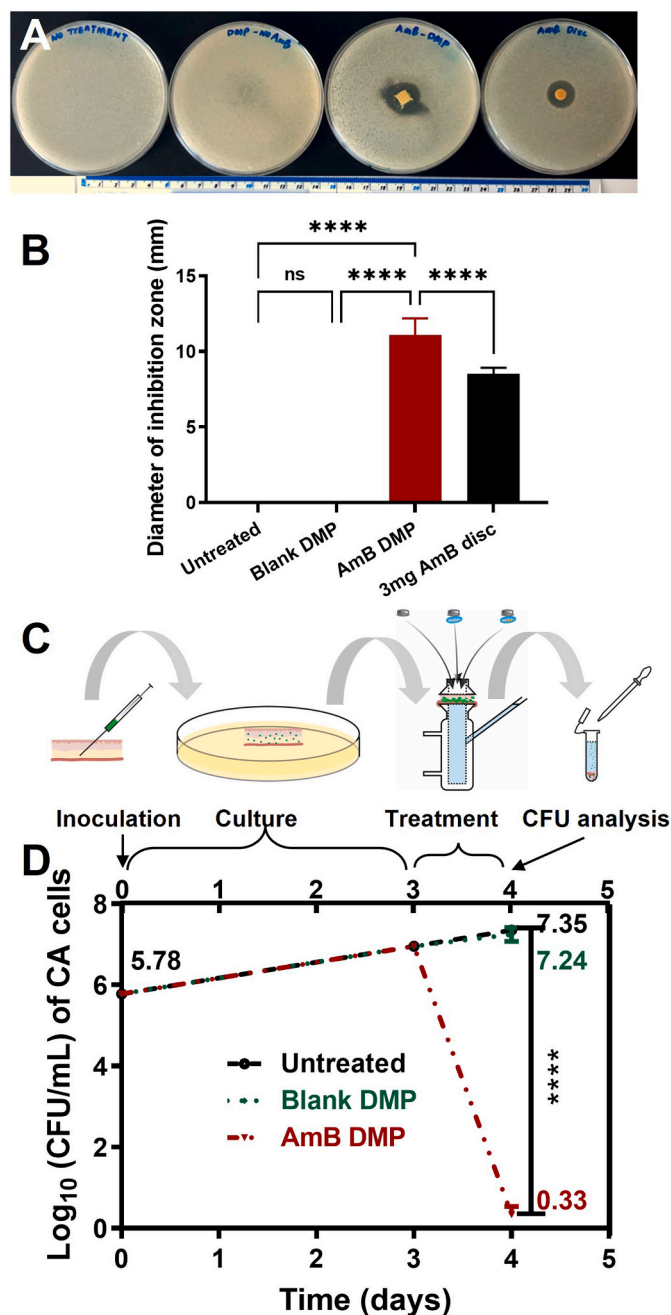 A
NO TREATMENT
DMP-NO AmB
AmB-DMP
AmB Disc
B
Diameter of inhibition zone (mm)
15
10
5
0
****
ns
****
****
Untreated
Blank DMP
AmB DMP
3mg AmB disc
C
Inoculation
Culture
Treatment
CFU analysis
D
0 3 4
0 1 2 3 4 5
Log10 (CFU/mL) of CA cells
8
6
4
2
0
5.78
7.35
7.24
****
0.33
Untreated
Blank DMP
AmB DMP
0 1 2 3 4 5
Time (days)